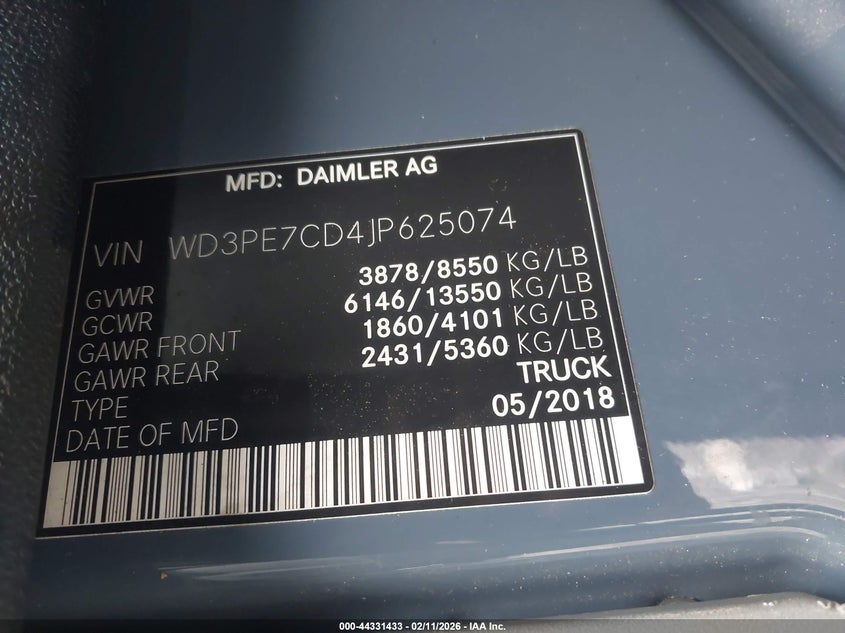 MFD: DAIMLER AG
VIN WD3PE7CD4JP625074
GVWR 3878/8550 KG/LB
GCWR 6146/13550 KG/LB
GAWR FRONT 1860/4101 KG/LB
GAWR REAR 2431/5360 KG/LB
TYPE TRUCK
DATE OF MFD 05/2018
000-44331433 - 02/11/2026 - IAA Inc.